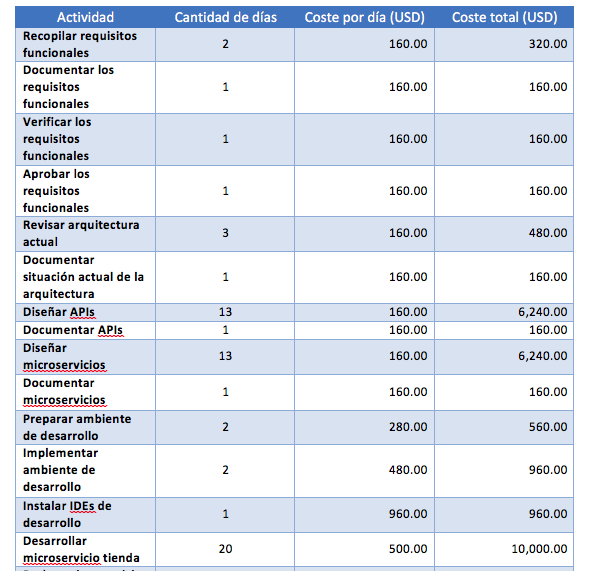 Actividad Cantidad de días Coste por día (USD) Coste total (USD)
Recopilar requisitos
funcionales 2 160.00 320.00
Documentar los
requisitos 1 160.00 160.00
funcionales
Verificar los
requisitos 1 160.00 160.00
funcionales
Aprobar los
requisitos 1 160.00 160.00
funcionales
Revisar arquitectura
actual 3 160.00 480.00
Documentar
situación actual de la 1 160.00 160.00
arquitectura
Diseñar APIs 13 160.00 6,240.00
Documentar APIs 1 160.00 160.00
Diseñar
microservicios 13 160.00 6,240.00
Documentar
microservicios 1 160.00 160.00
Preparar ambiente
de desarrollo 2 280.00 560.00
Implementar
ambiente de 2 480.00 960.00
desarrollo
Instalar IDEs de
desarrollo 1 960.00 960.00
Desarrollar
microservicio tienda 20 500.00 10,000.00